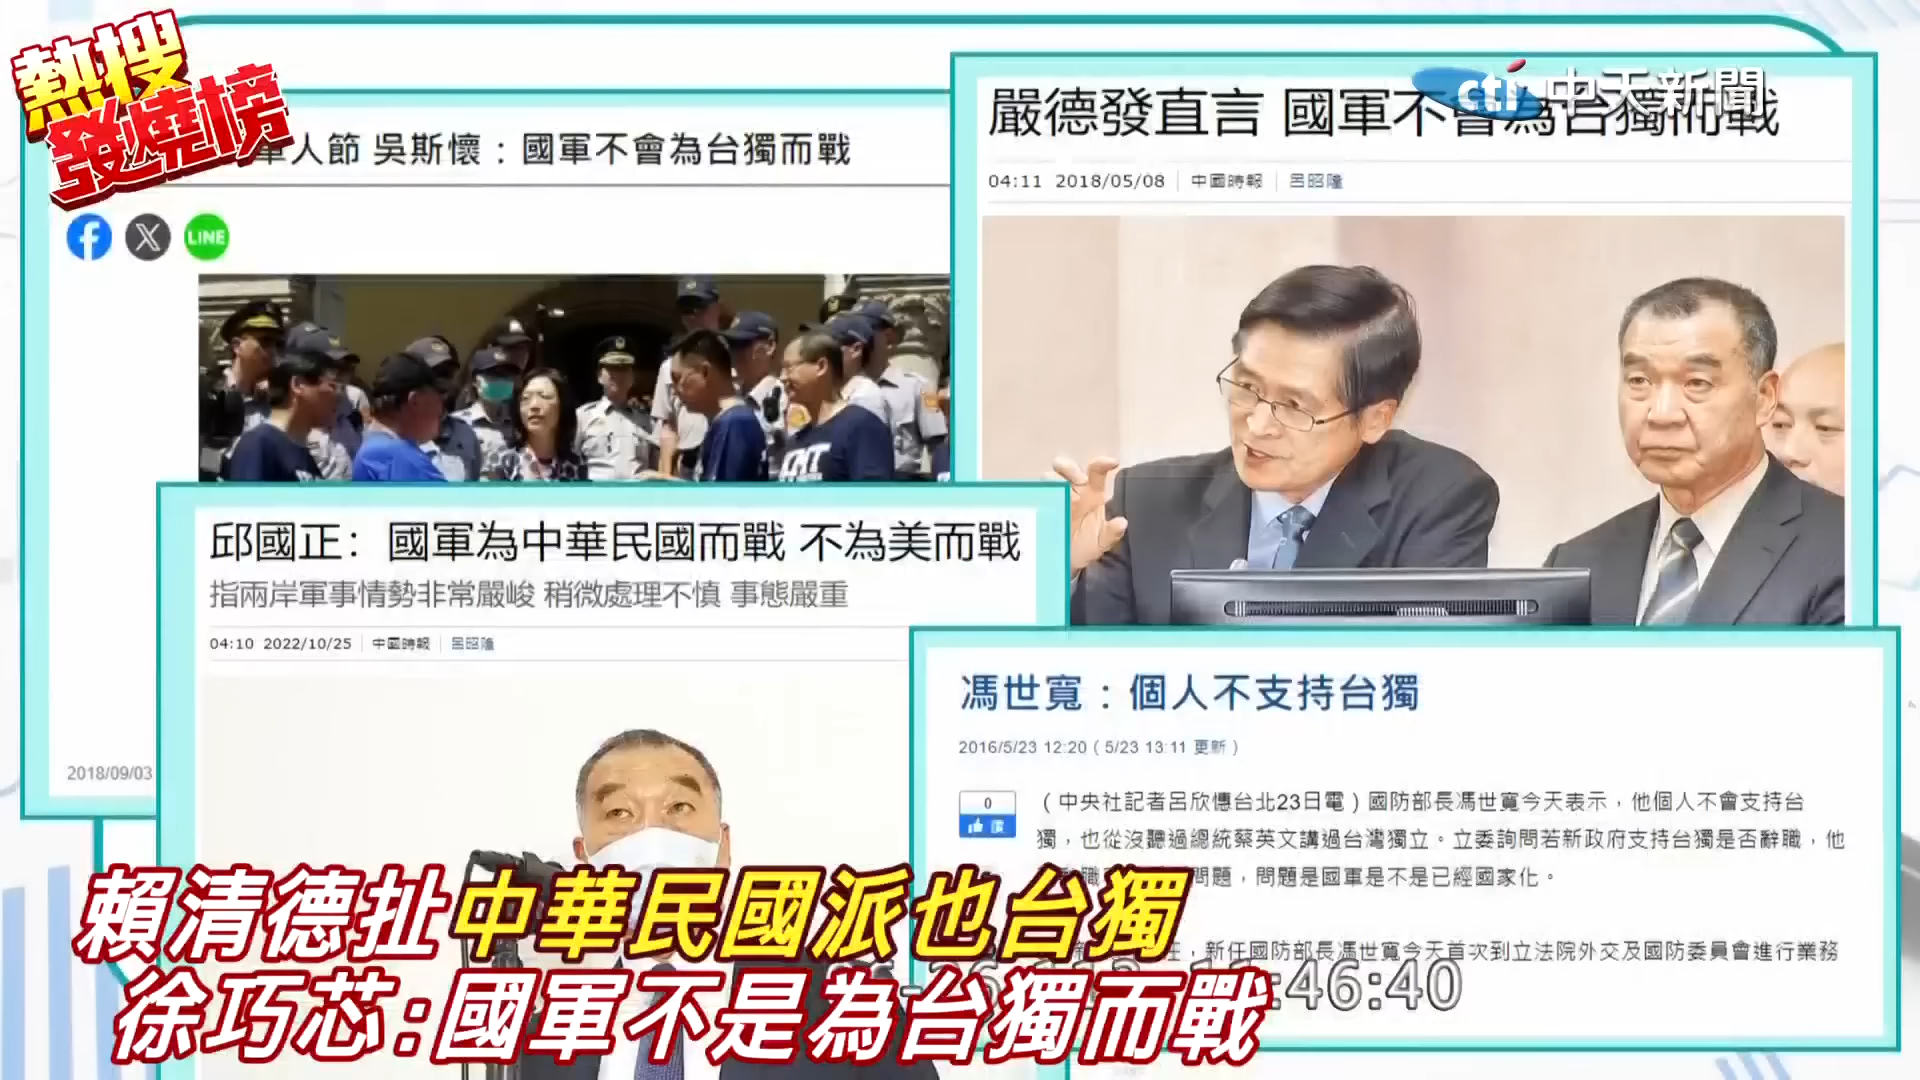 熱搜
發燒榜
中天新聞
軍人節 吳斯懷：國軍不會為台獨而戰
LINE
2018/09/03
嚴德發直言 國軍不會為台獨而戰
04:11 2018/05/08 中國時報 呂昭隆
邱國正：國軍為中華民國而戰 不為美而戰
指兩岸軍事情勢非常嚴峻 稍微處理不慎 事態嚴重
04:10 2022/10/25 中國時報 呂昭隆
馮世寬：個人不支持台獨
2016/5/23 12:20（5/23 13:11 更新）
0
讚
（中央社記者呂欣憓台北23日電）國防部長馮世寬今天表示，他個人不會支持台
獨，也從沒聽過總統蔡英文講過台灣獨立。立委詢問若新政府支持台獨是否辭職，他
職 問題，問題是國軍是不是已經國家化。
，新任國防部長馮世寬今天首次到立法院外交及國防委員會進行業務
:46:40
賴清德扯中華民國派也台獨
徐巧芯:國軍不是為台獨而戰